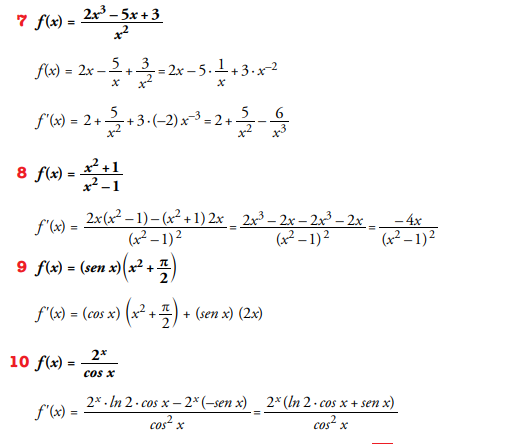 7 f(x) = (2x³ – 5x + 3)/x²
f(x) = 2x – 5/x + 3/x² = 2x – 5 · 1/x + 3 · x⁻²
f'(x) = 2 + 5/x² + 3 · (–2) x⁻³ = 2 + 5/x² – 6/x³
8 f(x) = (x² + 1)/(x² – 1)
f'(x) = (2x(x² – 1) – (x² + 1) 2x)/(x² – 1)² = (2x³ – 2x – 2x³ – 2x)/(x² – 1)² = (– 4x)/(x² – 1)²
9 f(x) = (sen x)(x² + π/2)
f'(x) = (cos x) (x² + π/2) + (sen x) (2x)
10 f(x) = 2ˣ/cos x
f'(x) = (2ˣ · ln 2 · cos x – 2ˣ (–sen x))/cos² x = (2ˣ (ln 2 · cos x + sen x))/cos² x